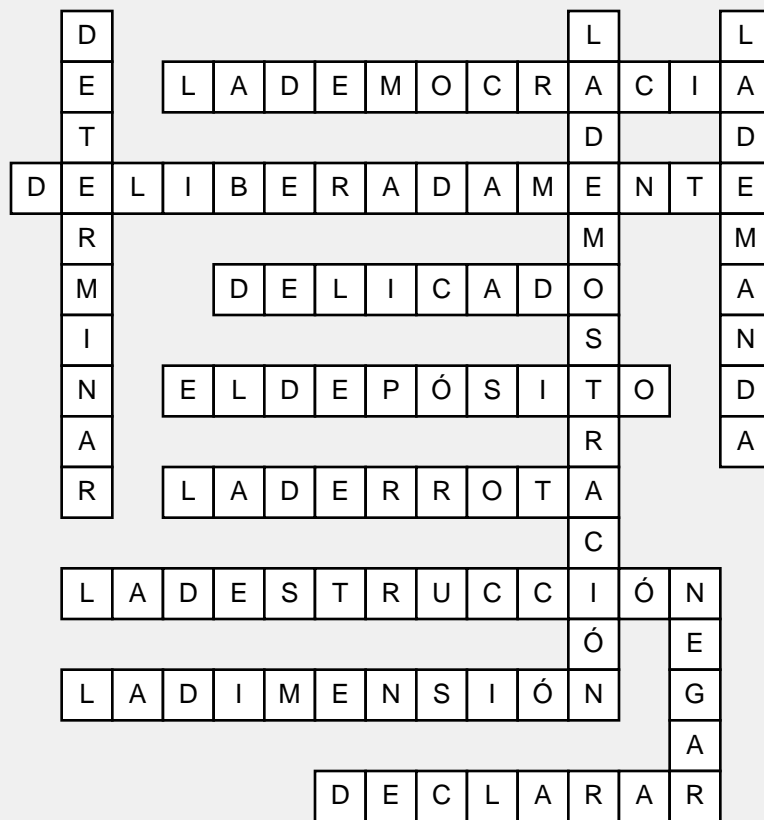 DETERMINAR
LADEMOSTRACIÓN
LADEMANDA
LADEMOCRACIA
DELIBERADAMENTE
DELICADO
ELDEPÓSITO
LADERROTA
LADESTRUCCIÓN
NEGAR
LADIMENSIÓN
DECLARAR